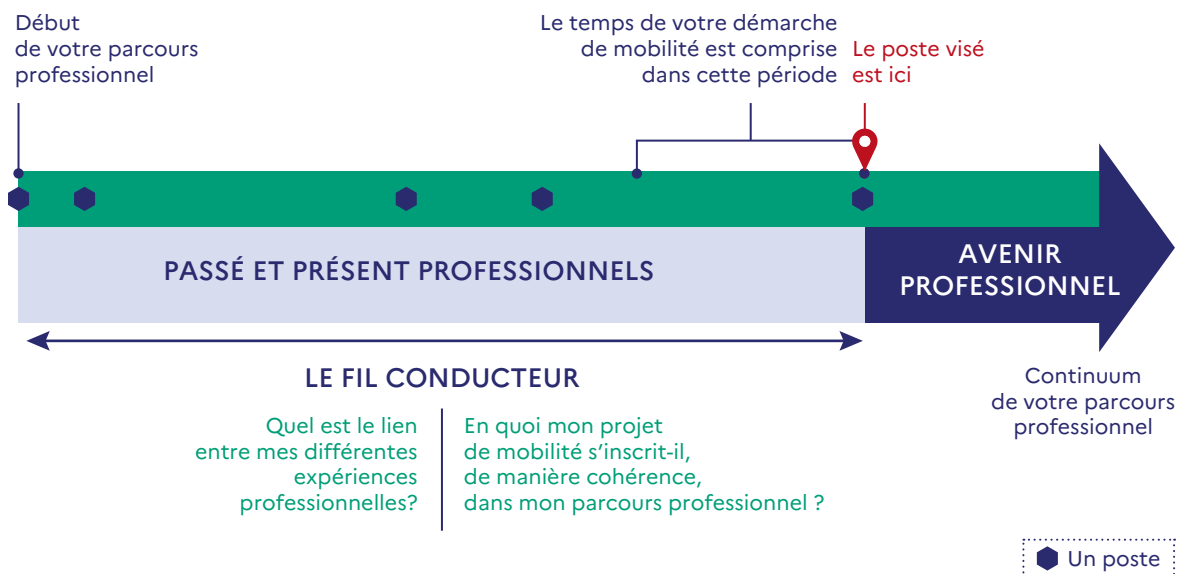 Début
de votre parcours
professionnel
Le temps de votre démarche
de mobilité est comprise
dans cette période
Le poste visé
est ici
PASSÉ ET PRÉSENT PROFESSIONNELS
AVENIR
PROFESSIONNEL
LE FIL CONDUCTEUR
Quel est le lien
entre mes différentes
expériences
professionnelles?
En quoi mon projet
de mobilité s’inscrit-il,
de manière cohérence,
dans mon parcours professionnel ?
Continuum
de votre parcours
professionnel
Un poste